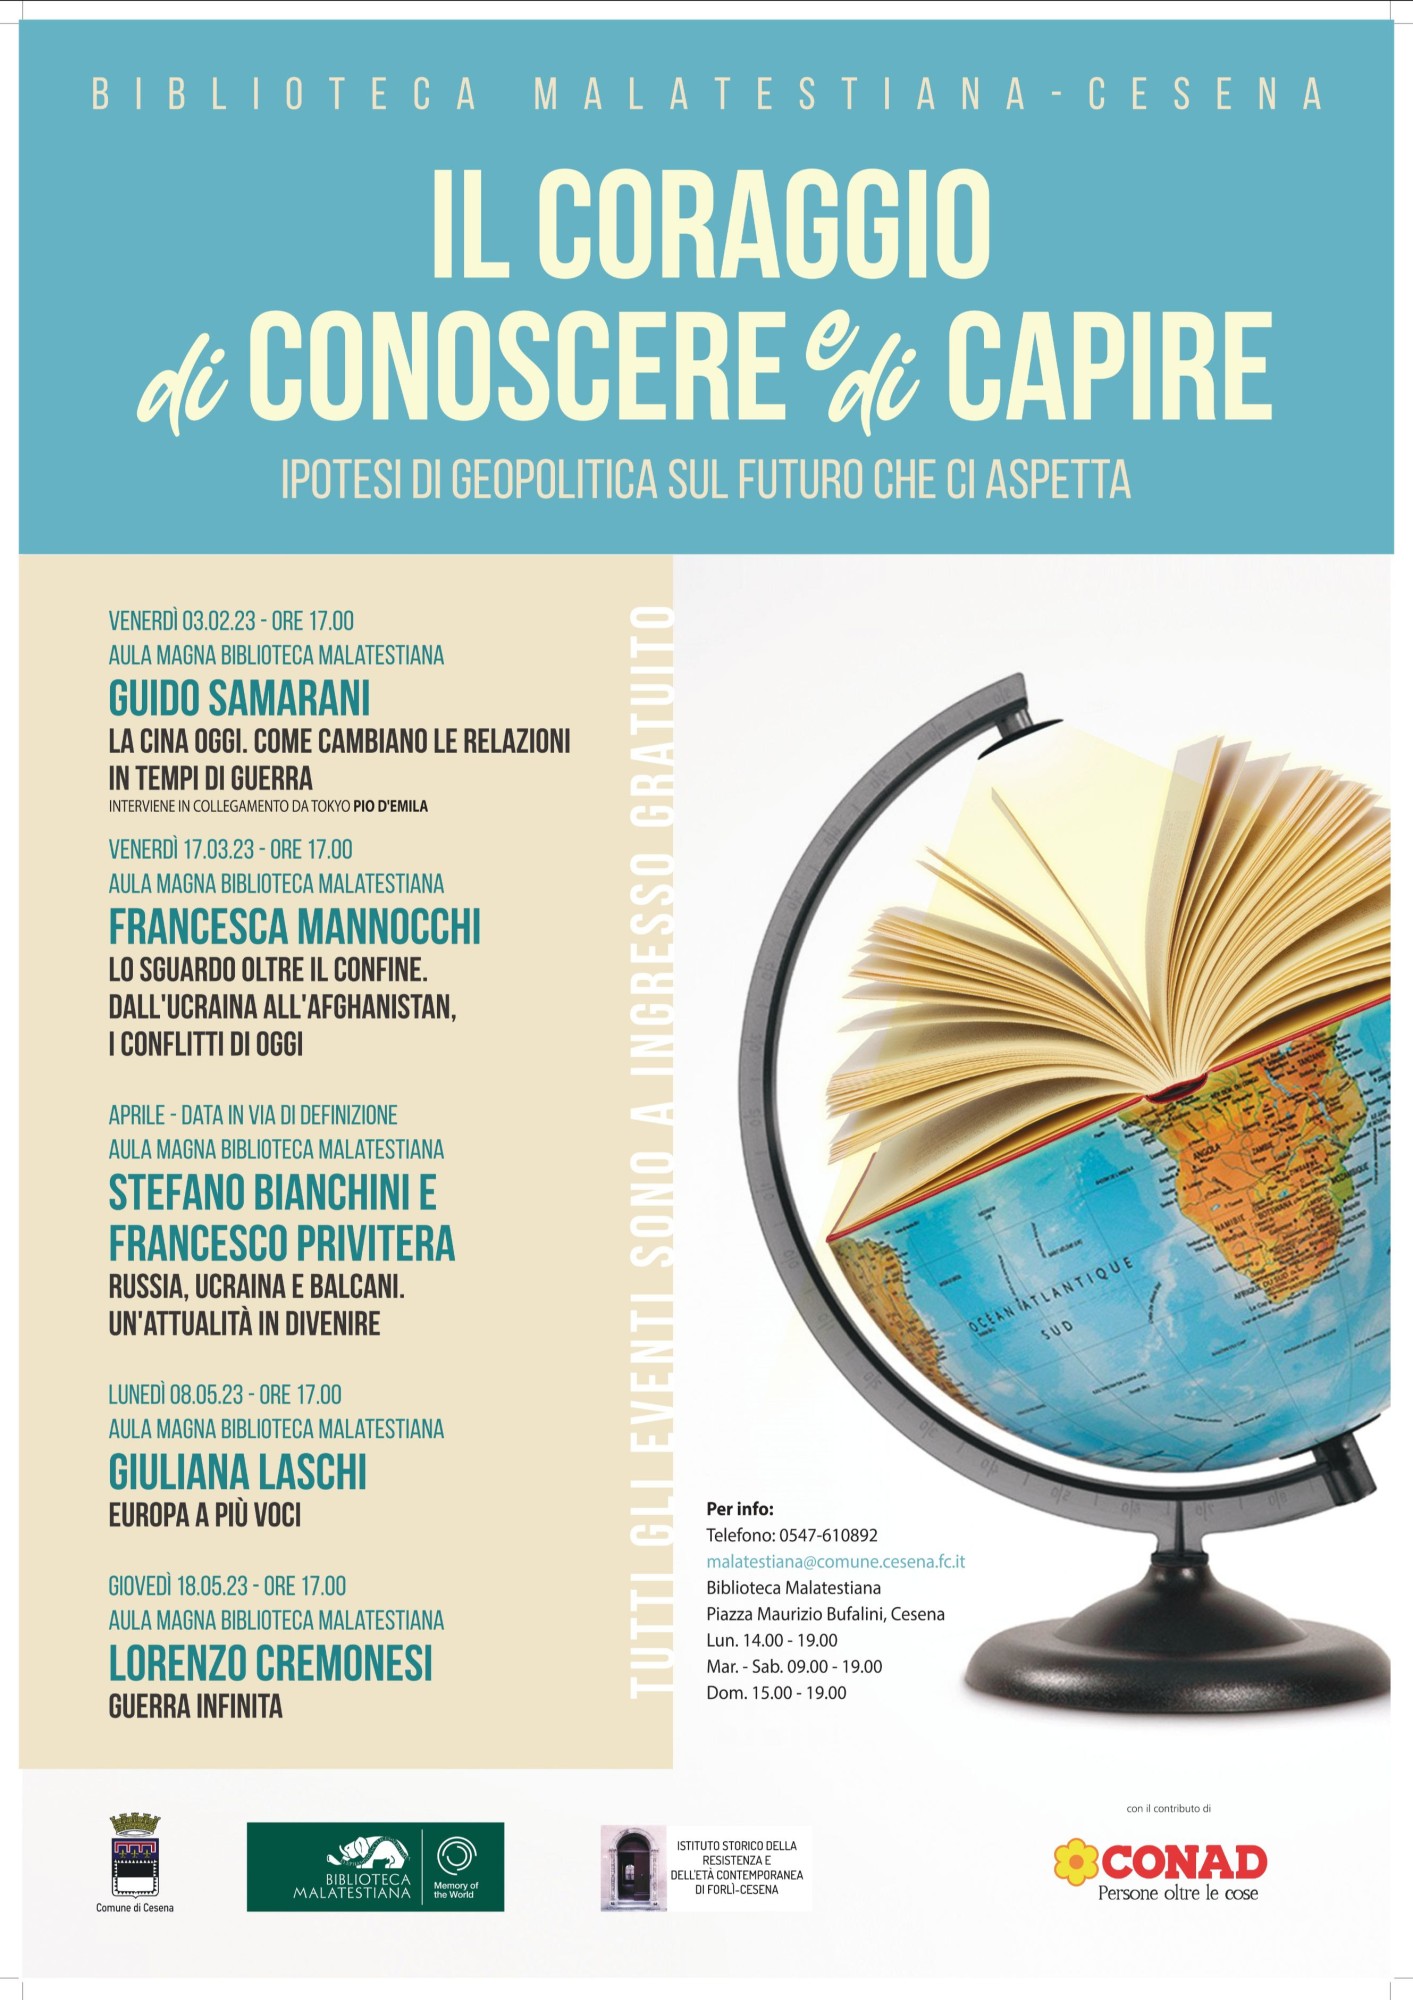 BIBLIOTECA MALATESTIANA - CESENA
IL CORAGGIO
di CONOSCERE e di CAPIRE
IPOTESI DI GEOPOLITICA SUL FUTURO CHE CI ASPETTA
VENERDÌ 03.02.23 - ORE 17.00
AULA MAGNA BIBLIOTECA MALATESTIANA
GUIDO SAMARANI
LA CINA OGGI. COME CAMBIANO LE RELAZIONI
IN TEMPI DI GUERRA
INTERVIENE IN COLLEGAMENTO DA TOKYO PIO D'EMILA
VENERDÌ 17.03.23 - ORE 17.00
AULA MAGNA BIBLIOTECA MALATESTIANA
FRANCESCA MANNOCCHI
LO SGUARDO OLTRE IL CONFINE.
DALL'UCRAINA ALL'AFGHANISTAN,
I CONFLITTI DI OGGI
APRILE - DATA IN VIA DI DEFINIZIONE
AULA MAGNA BIBLIOTECA MALATESTIANA
STEFANO BIANCHINI E
FRANCESCO PRIVITERA
RUSSIA, UCRAINA E BALCANI.
UN'ATTUALITÀ IN DIVENIRE
LUNEDÌ 08.05.23 - ORE 17.00
AULA MAGNA BIBLIOTECA MALATESTIANA
GIULIANA LASCHI
EUROPA A PIÙ VOCI
GIOVEDÌ 18.05.23 - ORE 17.00
AULA MAGNA BIBLIOTECA MALATESTIANA
LORENZO CREMONESI
GUERRA INFINITA
TUTTI GLI EVENTI SONO A INGRESSO GRATUITO
TANZANIE
ANGOLA
ZAMBIE
NAMIBIE
BOTSWANA
AFRIQUE DU SUD
OCÉAN ATLANTIQUE
SUD
Per info:
Telefono: 0547-610892
malatestiana@comune.cesena.fc.it
Biblioteca Malatestiana
Piazza Maurizio Bufalini, Cesena
Lun. 14.00 - 19.00
Mar. - Sab. 09.00 - 19.00
Dom. 15.00 - 19.00
Comune di Cesena
BIBLIOTECA
MALATESTIANA
Memory of
the World
ISTITUTO STORICO DELLA
RESISTENZA E
DELL'ETÀ CONTEMPORANEA
DI FORLÌ-CESENA
con il contributo di
CONAD
Persone oltre le cose